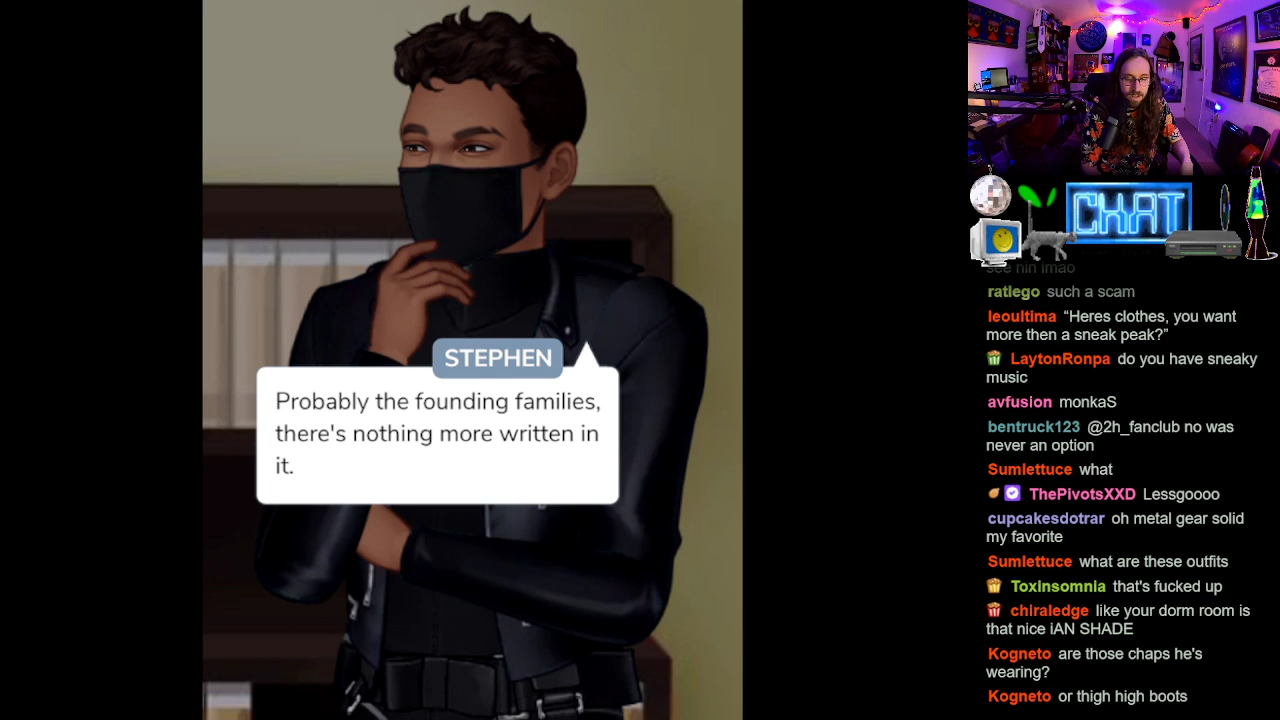 STEPHEN
Probably the founding families,
there's nothing more written in
it.
CHAT
see nin lmao
ratlego such a scam
leoultima “Heres clothes, you want
more then a sneak peak?”
LaytonRonpa do you have sneaky
music
avfusion monkaS
bentruck123 @2h_fanclub no was
never an option
Sumlettuce what
ThePivotsXXD Lessgoooo
cupcakesdotrar oh metal gear solid
my favorite
Sumlettuce what are these outfits
Toxinsomnia that's fucked up
chiraledge like your dorm room is
that nice iAN SHADE
Kogneto are those chaps he's
wearing?
Kogneto or thigh high boots